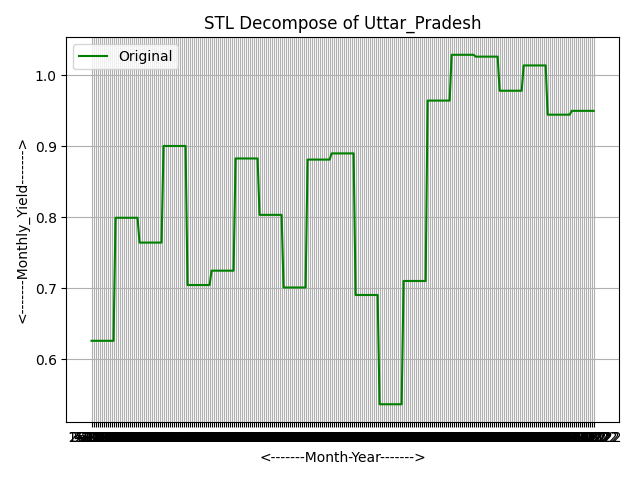 STL Decompose of Uttar_Pradesh
Original
<------Monthly_Yield------->
1.0
0.9
0.8
0.7
0.6
<-------Month-Year------->